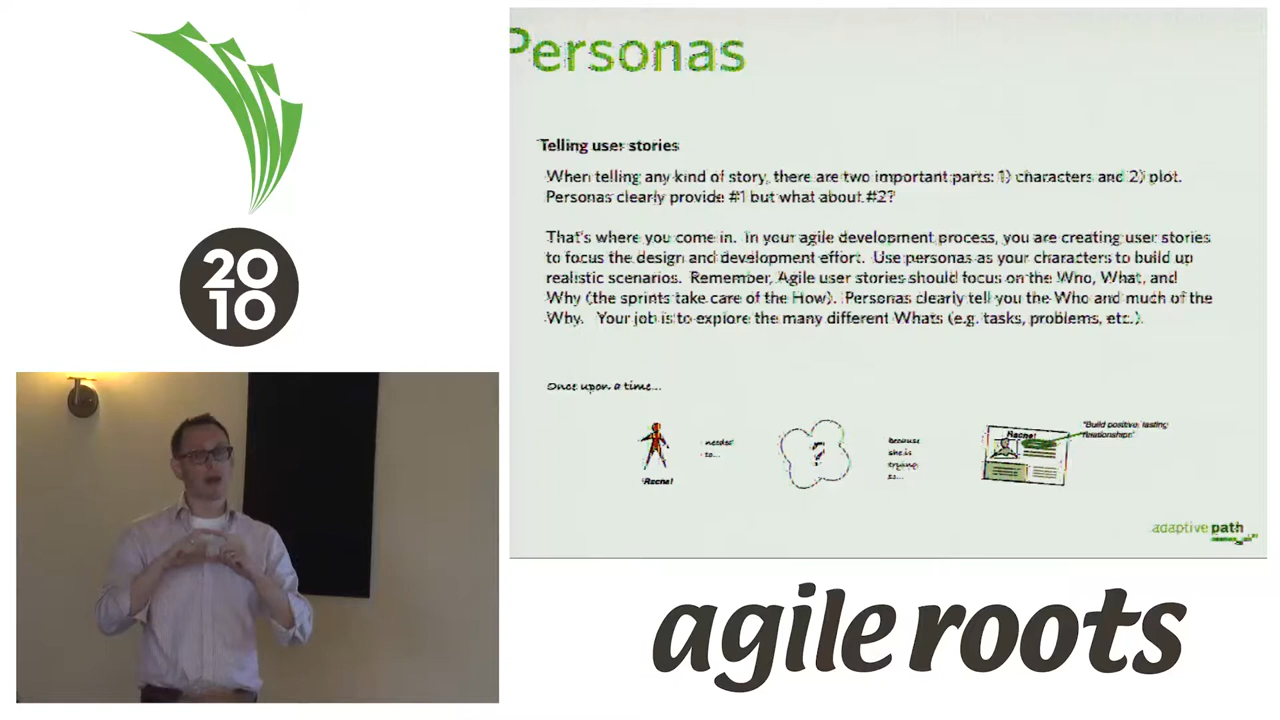 20
10
Personas
Telling user stories
When telling any kind of story, there are two important parts: 1) characters and 2) plot.
Personas clearly provide #1 but what about #2?
That's where you come in. In your agile development process, you are creating user stories
to focus the design and development effort. Use personas as your characters to build up
realistic scenarios. Remember, Agile user stories should focus on the Who, What, and
Why (the sprints take care of the How). Personas clearly tell you the Who and much of the
Why. Your job is to explore the many different Whats (e.g. tasks, problems, etc.).
Once upon a time...
needs
to...
?
because
she is
trying
to...
"Build positive, lasting
relationships"
adaptive path
agile roots